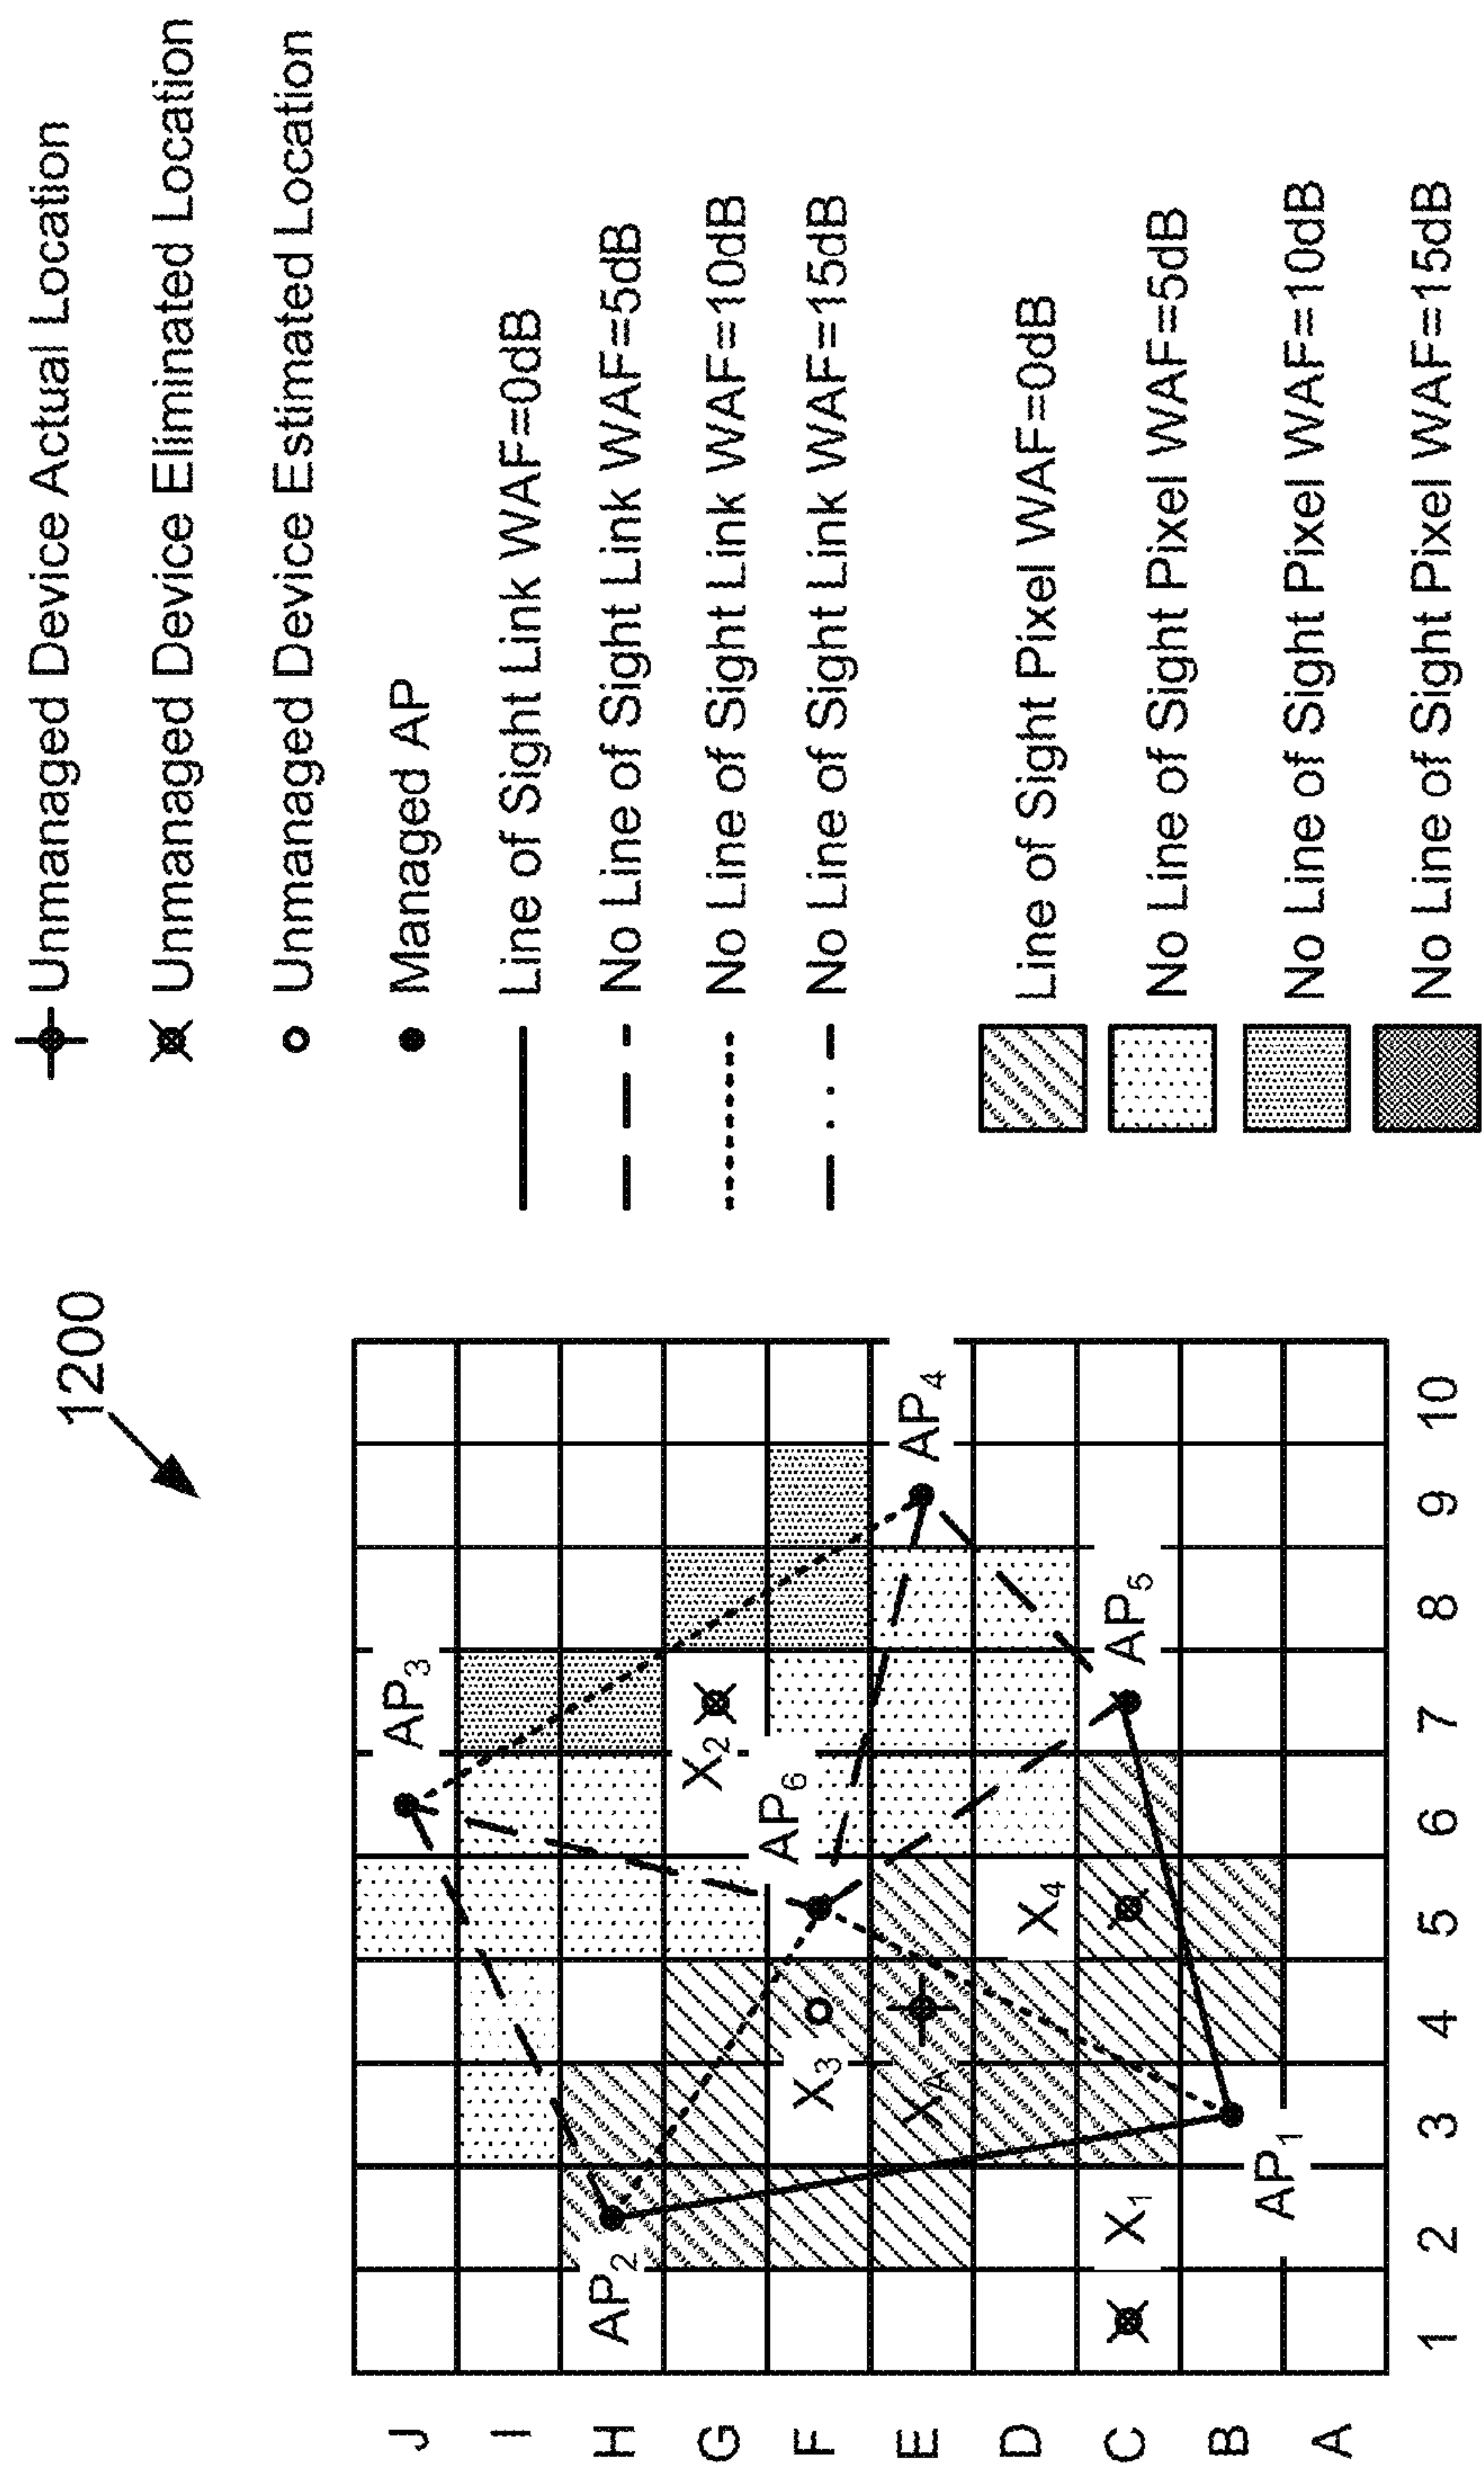 1200
Unmanaged Device Actual Location
Unmanaged Device Eliminated Location
Unmanaged Device Estimated Location
Managed AP
Line of Sight Link WAF=0dB
No Line of Sight Link WAF=5dB
No Line of Sight Link WAF=10dB
No Line of Sight Link WAF=15dB
Line of Sight Pixel WAF=0dB
No Line of Sight Pixel WAF=5dB
No Line of Sight Pixel WAF=10dB
No Line of Sight Pixel WAF=15dB
J
I
H
G
F
E
D
C
B
A
AP3
AP2
X2
AP6
X3
AP4
XA
X4
AP5
X1
AP1
1 2 3 4 5 6 7 8 9 10